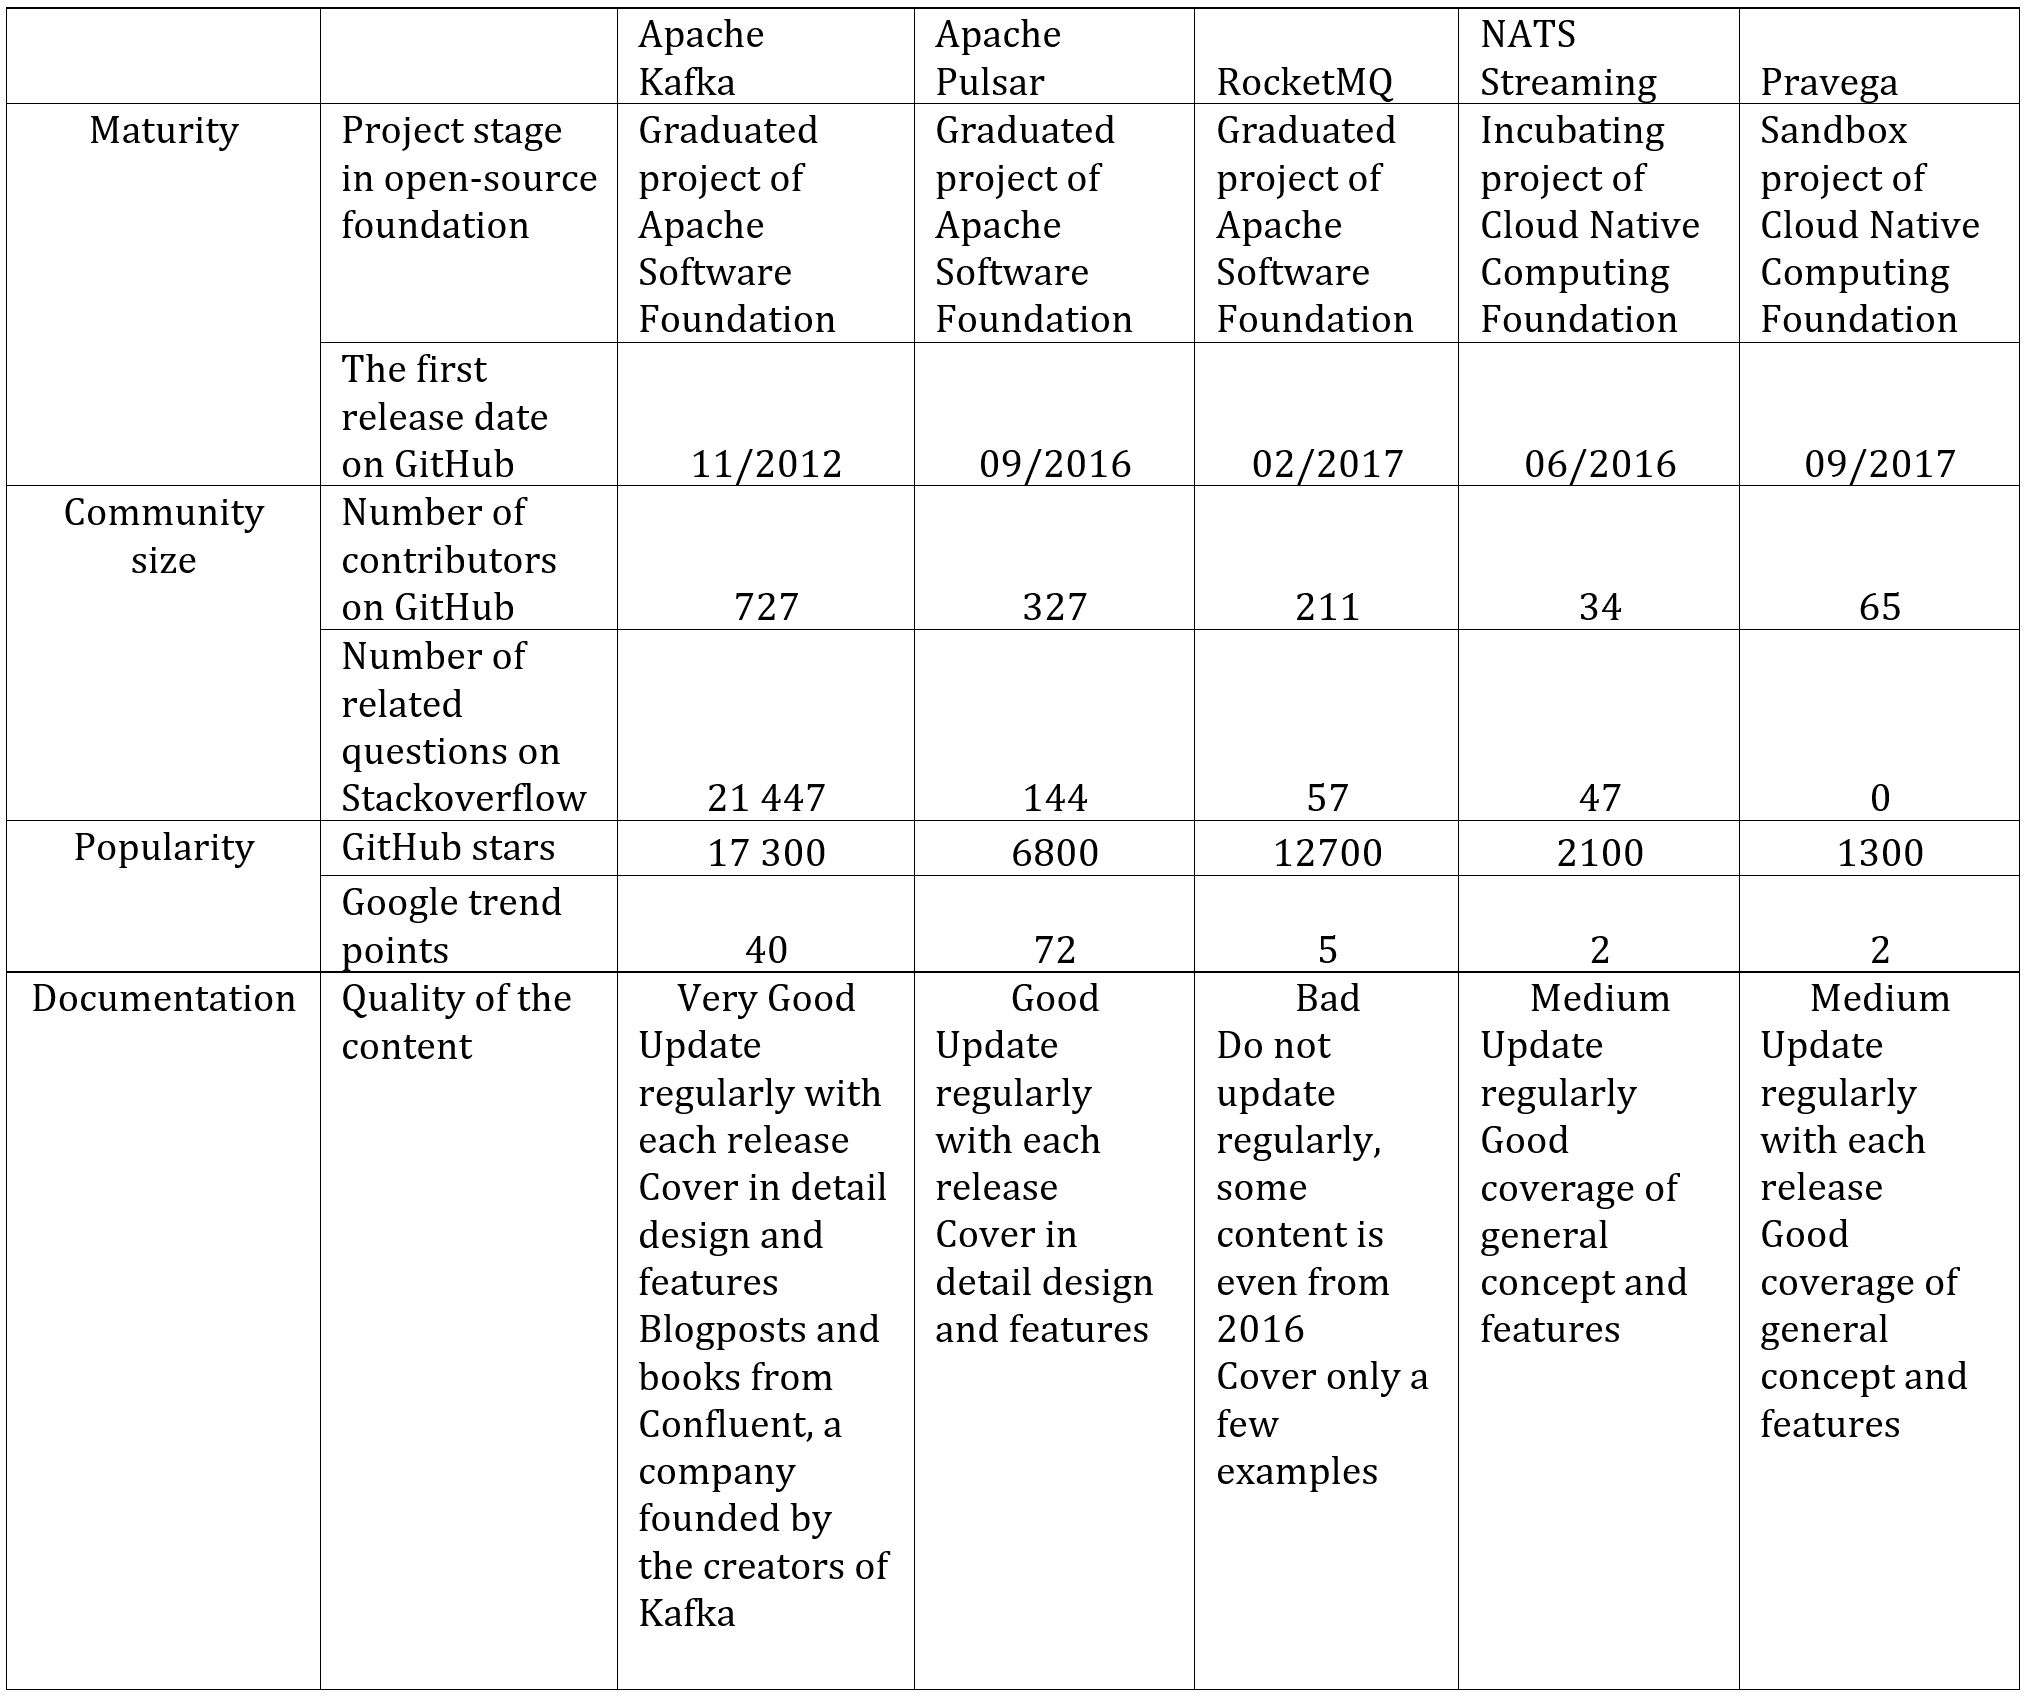 Apache
Kafka
Apache
Pulsar
RocketMQ
NATS
Streaming
Pravega
Maturity
Project stage
in open-source
foundation
Graduated
project of
Apache
Software
Foundation
Graduated
project of
Apache
Software
Foundation
Graduated
project of
Apache
Software
Foundation
Incubating
project of
Cloud Native
Computing
Foundation
Sandbox
project of
Cloud Native
Computing
Foundation
The first
release date
on GitHub
11/2012
09/2016
02/2017
06/2016
09/2017
Community
size
Number of
contributors
on GitHub
727
327
211
34
65
Number of
related
questions on
Stackoverflow
21 447
144
57
47
0
Popularity
GitHub stars
17 300
6800
12700
2100
1300
Google trend
points
40
72
5
2
2
Documentation
Quality of the
content
Very Good
Update
regularly with
each release
Cover in detail
design and
features
Blogposts and
books from
Confluent, a
company
founded by
the creators of
Kafka
Good
Update
regularly
with each
release
Cover in
detail design
and features
Bad
Do not
update
regularly,
some
content is
even from
2016
Cover only a
few
examples
Medium
Update
regularly
Good
coverage of
general
concept and
features
Medium
Update
regularly
with each
release
Good
coverage of
general
concept and
features